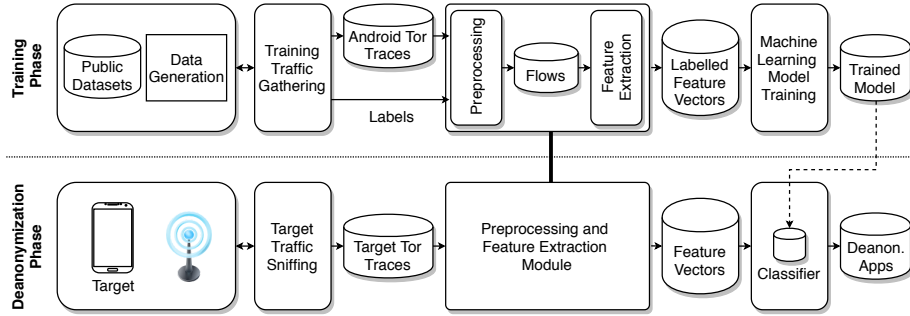 Training
Phase
Public
Datasets
Data
Generation
Training
Traffic
Gathering
Android Tor
Traces
Labels
Preprocessing
Flows
Feature
Extraction
Labelled
Feature
Vectors
Machine
Learning
Model
Training
Trained
Model
Deanonymization
Phase
Target
Target
Traffic
Sniffing
Target Tor
Traces
Preprocessing and
Feature Extraction
Module
Feature
Vectors
Classifier
Deanon.
Apps